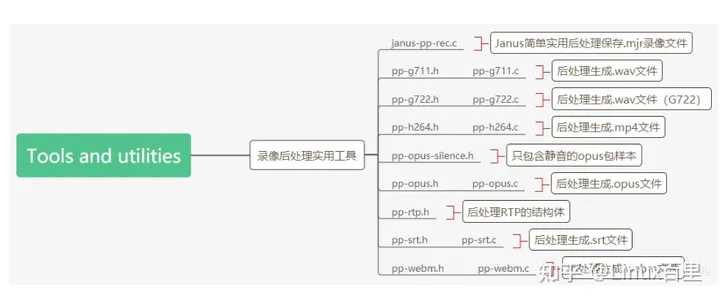 janus-pp-rec.c Janus简单实用后处理保存.mjr录像文件
pp-g711.h pp-g711.c 后处理生成.wav文件
pp-g722.h pp-g722.c 后处理生成.wav文件（G722）
pp-h264.h pp-h264.c 后处理生成.mp4文件
Tools and utilities 录像后处理实用工具 pp-opus-silence.h 只包含静音的opus包样本
pp-opus.h pp-opus.c 后处理生成.opus文件
pp-rtp.h 后处理RTP的结构体
pp-srt.h pp-srt.c 后处理生成.srt文件
pp-webm.h pp-webm.c
知乎 @Linux百里